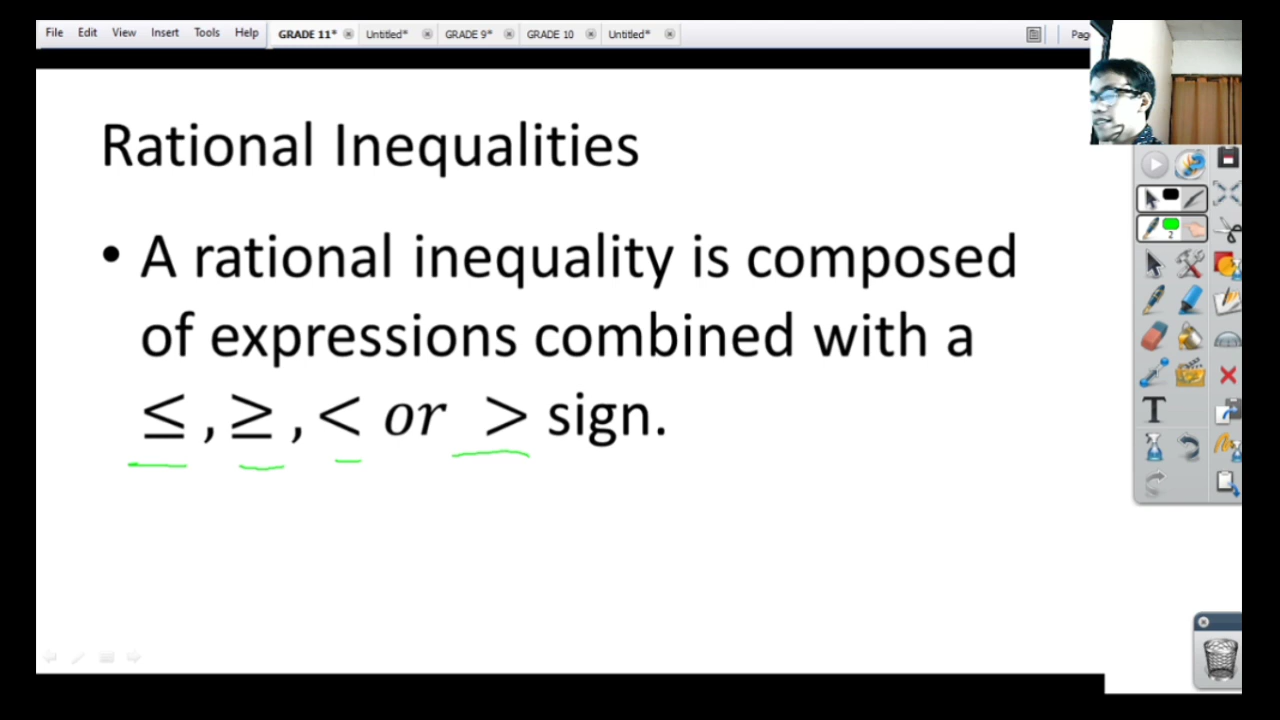 File Edit View Insert Tools Help GRADE 11* Untitled* GRADE 9* GRADE 10 Untitled*
Rational Inequalities
• A rational inequality is composed
of expressions combined with a
≤ , ≥ , < or > sign.
2
T